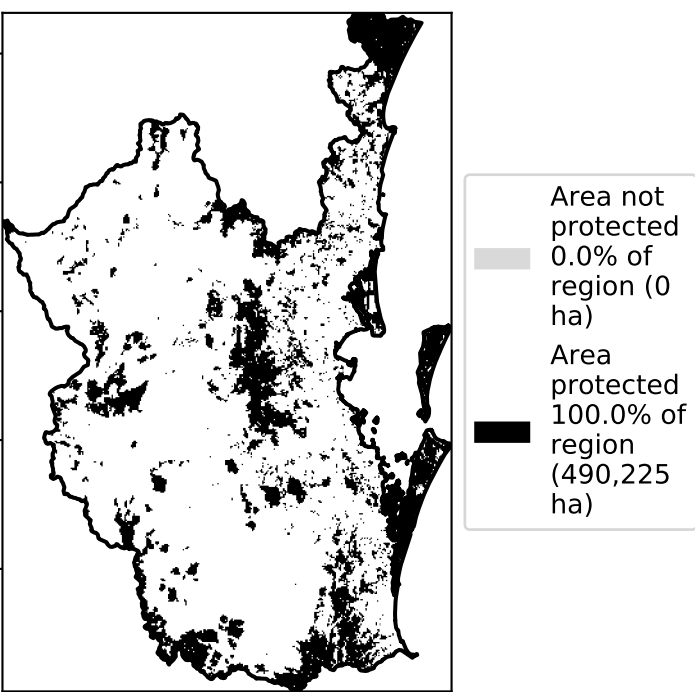 Area not
protected
0.0% of
region (0
ha)
Area
protected
100.0% of
region
(490,225
ha)